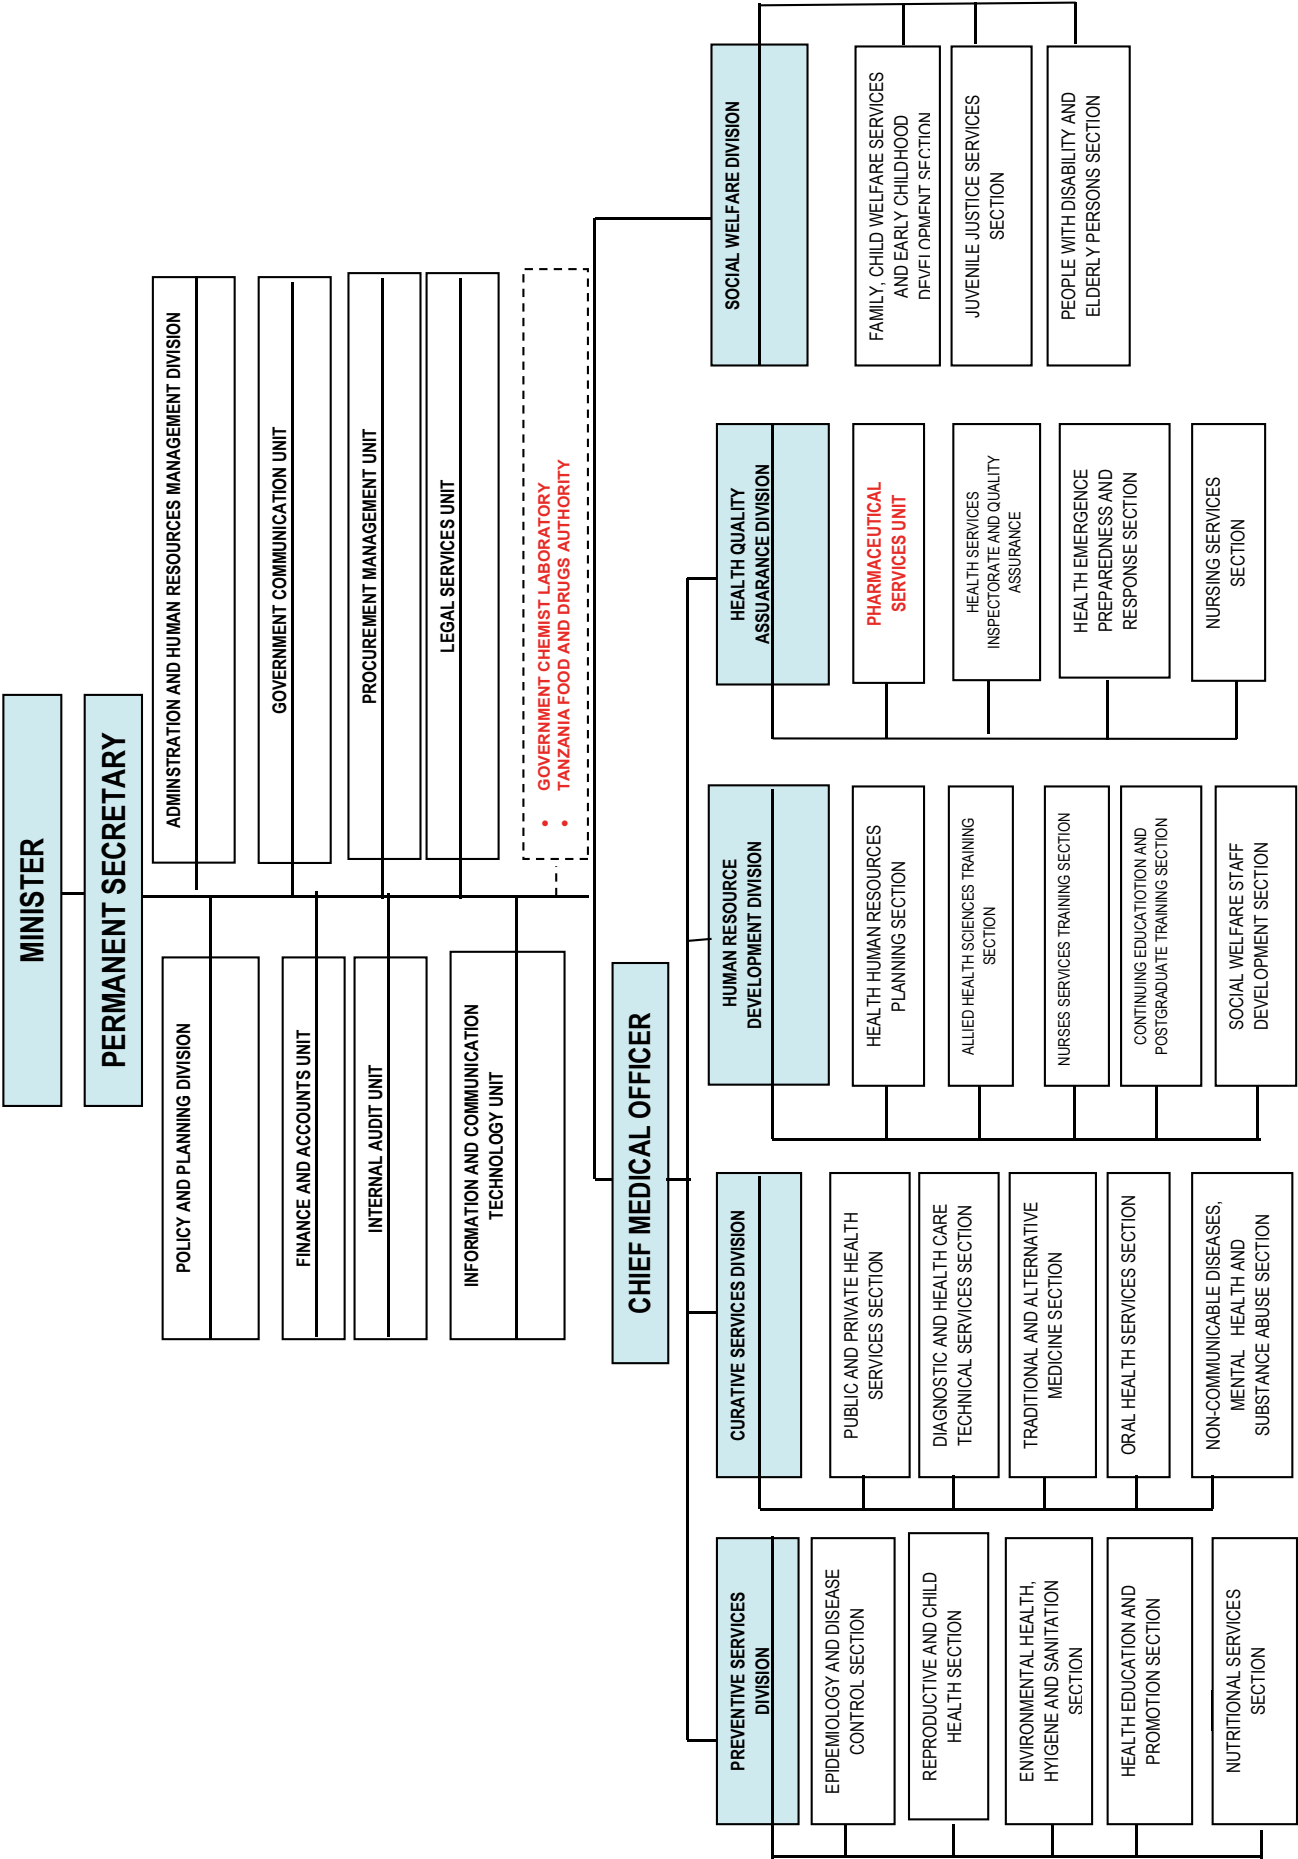 MINISTER
PERMANENT SECRETARY
POLICY AND PLANNING DIVISION
FINANCE AND ACCOUNTS UNIT
INTERNAL AUDIT UNIT
INFORMATION AND COMMUNICATION
TECHNOLOGY UNIT
ADMINSTRATION AND HUMAN RESOURCES MANAGEMENT DIVISION
GOVERNMENT COMMUNICATION UNIT
PROCUREMENT MANAGEMENT UNIT
LEGAL SERVICES UNIT
• GOVERNMENT CHEMIST LABORATORY
• TANZANIA FOOD AND DRUGS AUTHORITY
CHIEF MEDICAL OFFICER
PREVENTIVE SERVICES
DIVISION
EPIDEMIOLOGY AND DISEASE
CONTROL SECTION
REPRODUCTIVE AND CHILD
HEALTH SECTION
ENVIRONMENTAL HEALTH,
HYIGENE AND SANITATION
SECTION
HEALTH EDUCATION AND
PROMOTION SECTION
NUTRITIONAL SERVICES
SECTION
CURATIVE SERVICES DIVISION
PUBLIC AND PRIVATE HEALTH
SERVICES SECTION
DIAGNOSTIC AND HEALTH CARE
TECHNICAL SERVICES SECTION
TRADITIONAL AND ALTERNATIVE
MEDICINE SECTION
ORAL HEALTH SERVICES SECTION
NON-COMMUNICABLE DISEASES,
MENTAL HEALTH AND
SUBSTANCE ABUSE SECTION
HUMAN RESOURCE
DEVELOPMENT DIVISION
HEALTH HUMAN RESOURCES
PLANNING SECTION
ALLIED HEALTH SCIENCES TRAINING
SECTION
NURSES SERVICES TRAINING SECTION
CONTINUING EDUCATIOTION AND
POSTGRADUATE TRAINING SECTION
SOCIAL WELFARE STAFF
DEVELOPMENT SECTION
HEALTH QUALITY
ASSUARANCE DIVISION
PHARMACEUTICAL
SERVICES UNIT
HEALTH SERVICES
INSPECTORATE AND QUALITY
ASSURANCE
HEALTH EMERGENCE
PREPAREDNESS AND
RESPONSE SECTION
NURSING SERVICES
SECTION
SOCIAL WELFARE DIVISION
FAMILY, CHILD WELFARE SERVICES
AND EARLY CHILDHOOD
DEVELOPMENT SECTION
JUVENILE JUSTICE SERVICES
SECTION
PEOPLE WITH DISABILITY AND
ELDERLY PERSONS SECTION